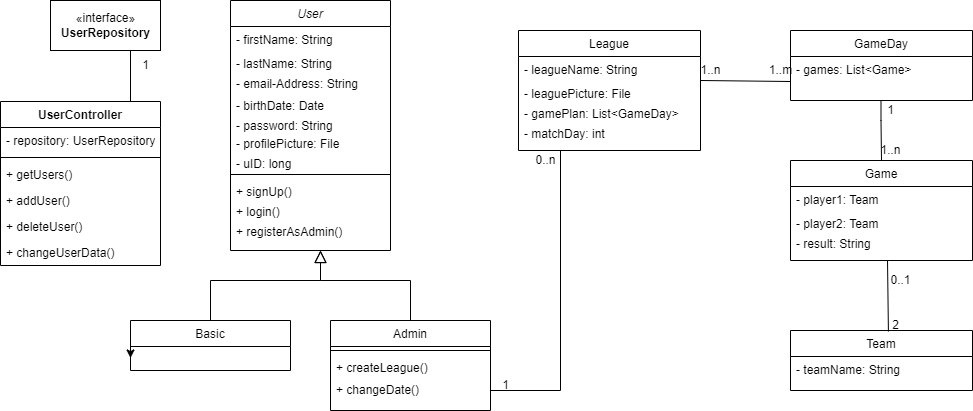 «interface»
UserRepository
1
UserController
- repository: UserRepository
+ getUsers()
+ addUser()
+ deleteUser()
+ changeUserData()
User
- firstName: String
- lastName: String
- email-Address: String
- birthDate: Date
- password: String
- profilePicture: File
- uID: long
+ signUp()
+ login()
+ registerAsAdmin()
Basic
Admin
+ createLeague()
+ changeDate()
1
League
- leagueName: String
- leaguePicture: File
- gamePlan: List<GameDay>
- matchDay: int
0..n
1..n
1..m
GameDay
- games: List<Game>
1
1..n
Game
- player1: Team
- player2: Team
- result: String
0..1
2
Team
- teamName: String